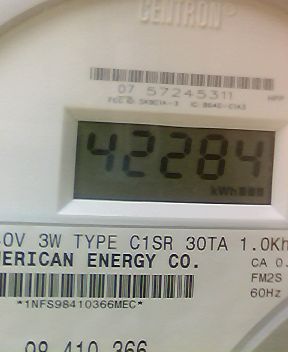 CENTRON®
07 57245311
42284
kWh
0V 3W TYPE C1SR 30TA 1.0Kh
ERICAN ENERGY CO.
CA 0.
FM2S
60Hz
*1NFS98410366MEC*
98 410 366